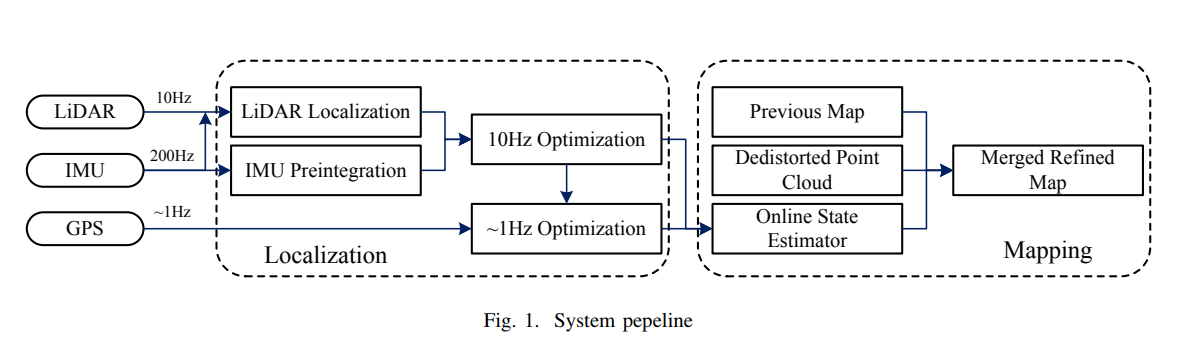 LiDAR
10Hz
IMU
200Hz
GPS
~1Hz
LiDAR Localization
IMU Preintegration
10Hz Optimization
~1Hz Optimization
Localization
Previous Map
Dedistorted Point
Cloud
Online State
Estimator
Merged Refined
Map
Mapping
Fig. 1. System pepeline